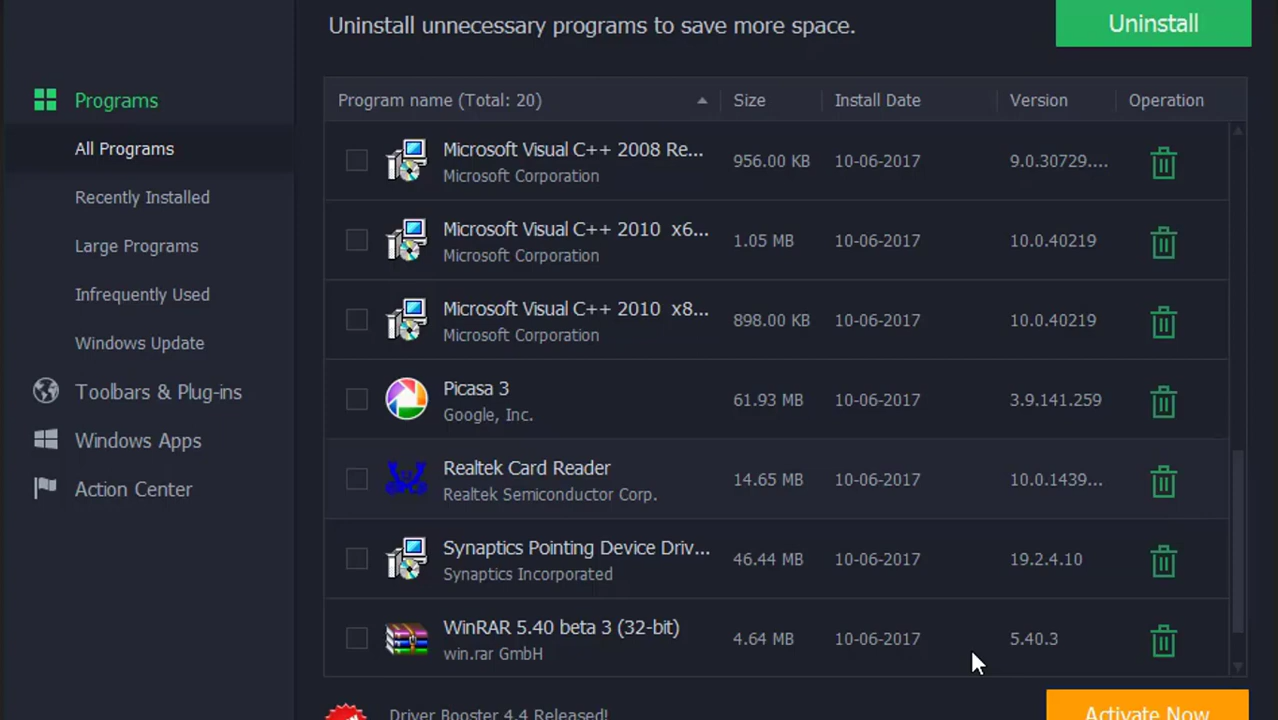 Uninstall unnecessary programs to save more space.
Uninstall
Programs
All Programs
Recently Installed
Large Programs
Infrequently Used
Windows Update
Toolbars & Plug-ins
Windows Apps
Action Center
Program name (Total: 20) Size Install Date Version Operation
Microsoft Visual C++ 2008 Re...
Microsoft Corporation
956.00 KB 10-06-2017 9.0.30729....
Microsoft Visual C++ 2010 x6...
Microsoft Corporation
1.05 MB 10-06-2017 10.0.40219
Microsoft Visual C++ 2010 x8...
Microsoft Corporation
898.00 KB 10-06-2017 10.0.40219
Picasa 3
Google, Inc.
61.93 MB 10-06-2017 3.9.141.259
Realtek Card Reader
Realtek Semiconductor Corp.
14.65 MB 10-06-2017 10.0.1439...
Synaptics Pointing Device Driv...
Synaptics Incorporated
46.44 MB 10-06-2017 19.2.4.10
WinRAR 5.40 beta 3 (32-bit)
win.rar GmbH
4.64 MB 10-06-2017 5.40.3
Driver Booster 4.4 Released!
Activate Now